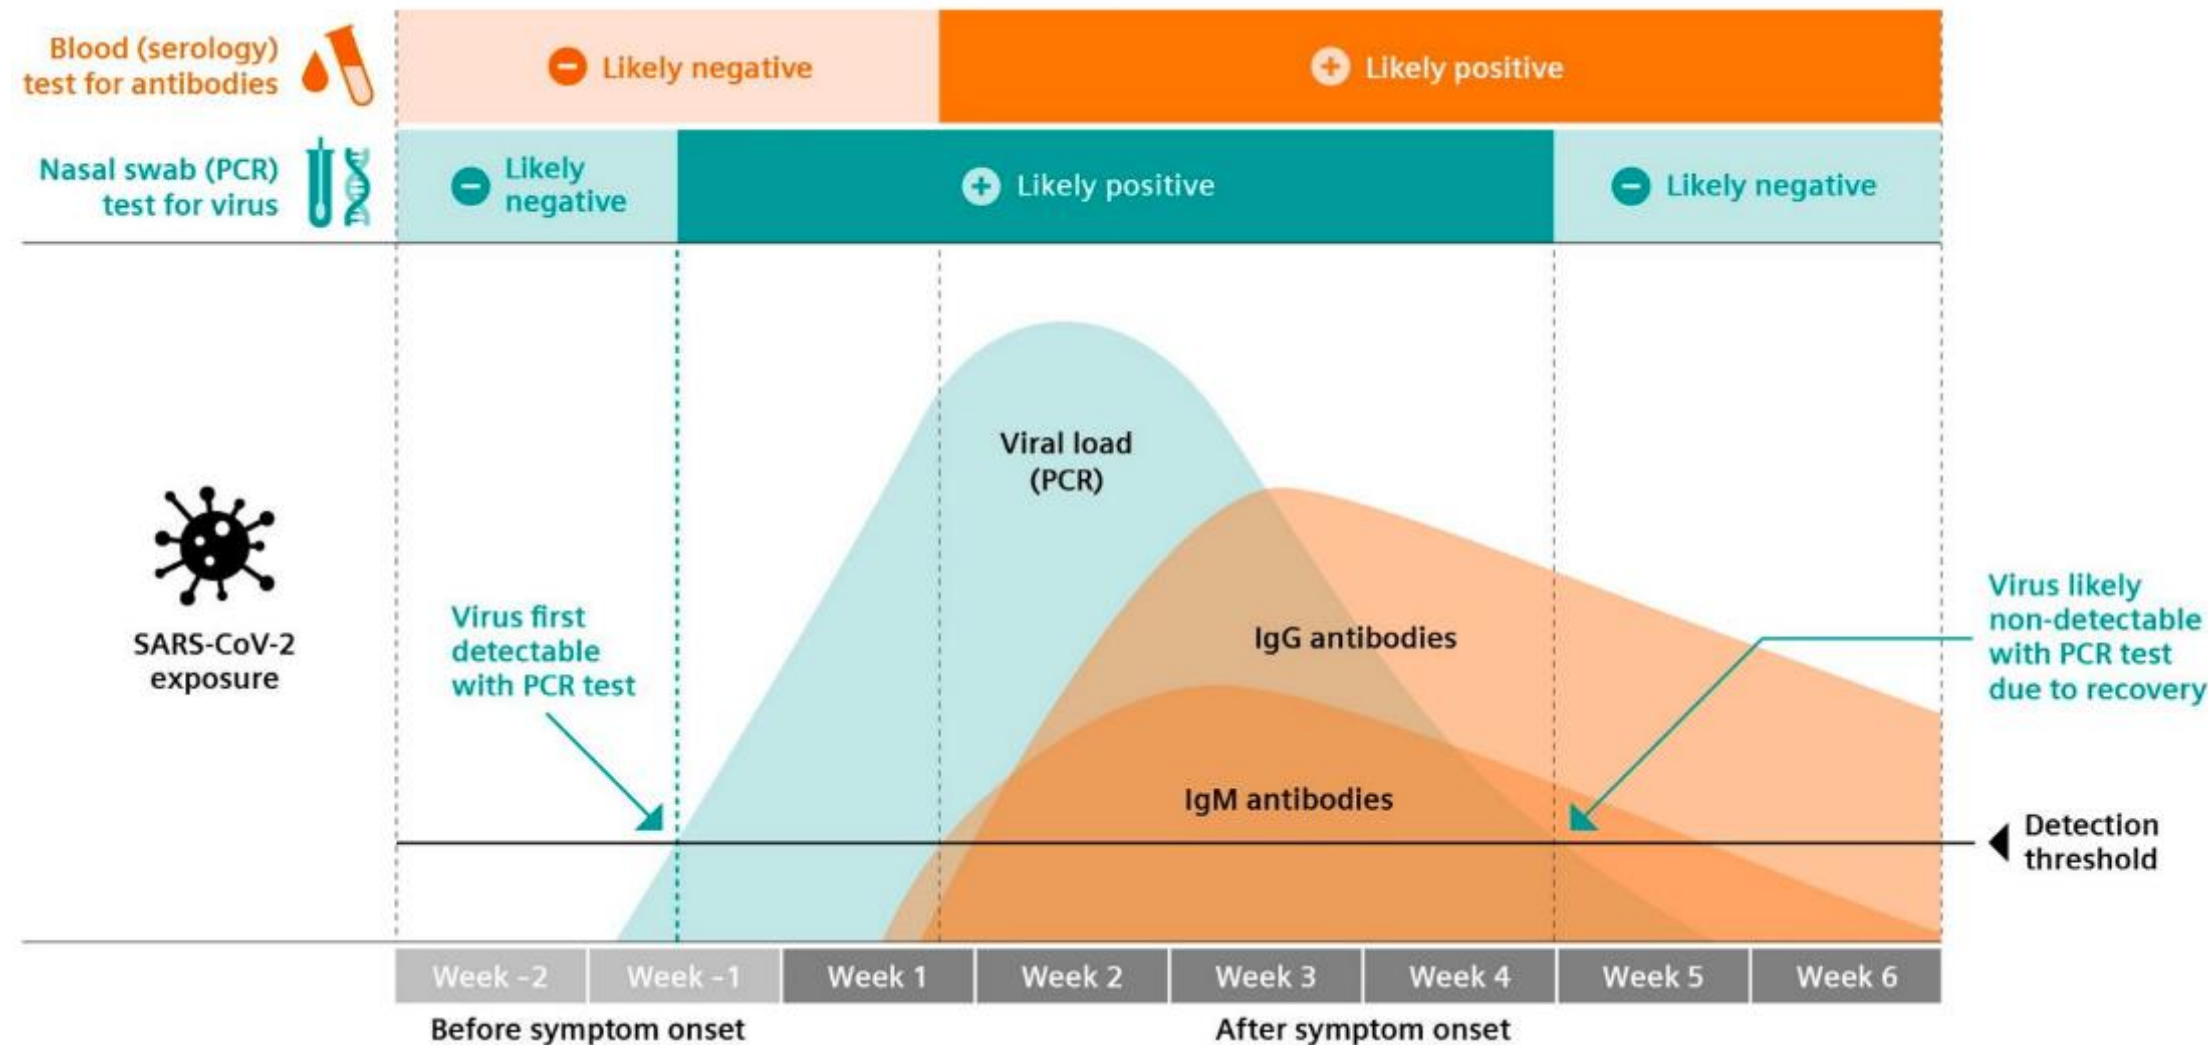 Blood (serology)
test for antibodies
Likely negative
Likely positive
Nasal swab (PCR)
test for virus
Likely
negative
Likely positive
Likely negative
Viral load
(PCR)
Virus first
detectable
with PCR test
SARS-CoV-2
exposure
IgG antibodies
IgM antibodies
Virus likely
non-detectable
with PCR test
due to recovery
Detection
threshold
Week –2
Week –1
Week 1
Week 2
Week 3
Week 4
Week 5
Week 6
Before symptom onset
After symptom onset